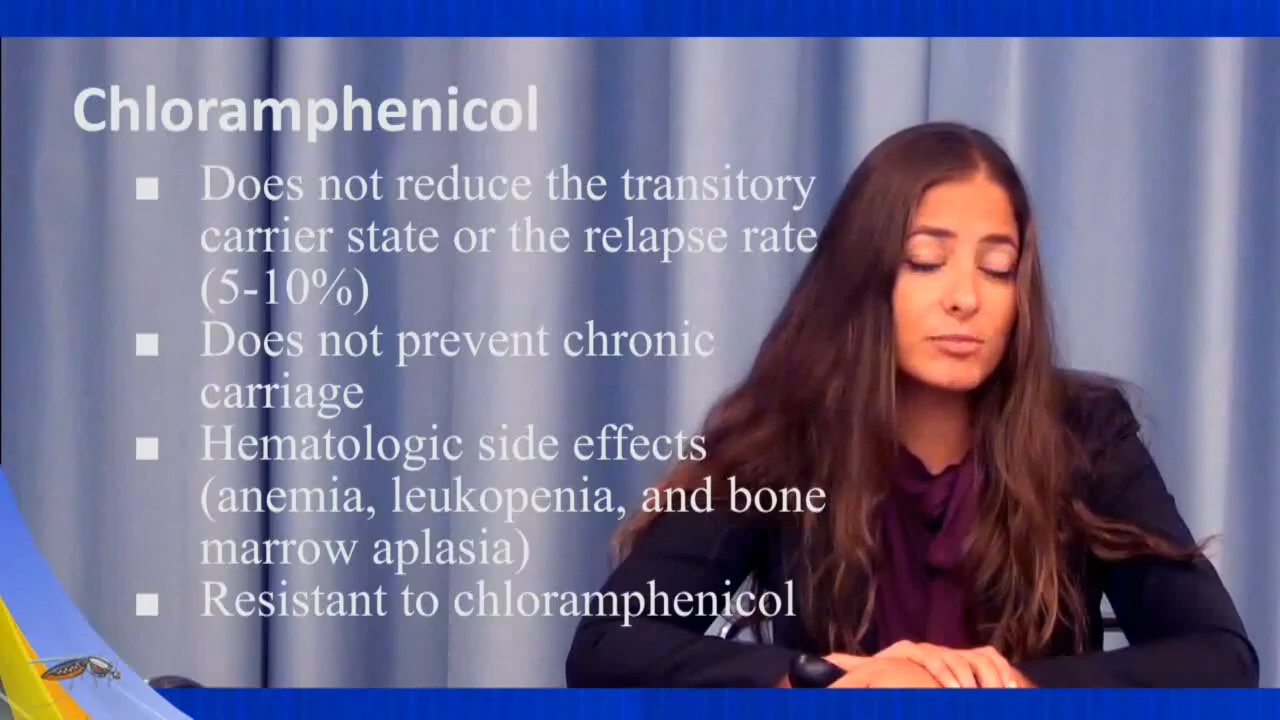 Chloramphenicol
■ Does not reduce the transitory
carrier state or the relapse rate
(5-10%)
■ Does not prevent chronic
carriage
■ Hematologic side effects
(anemia, leukopenia, and bone
marrow aplasia)
■ Resistant to chloramphenicol